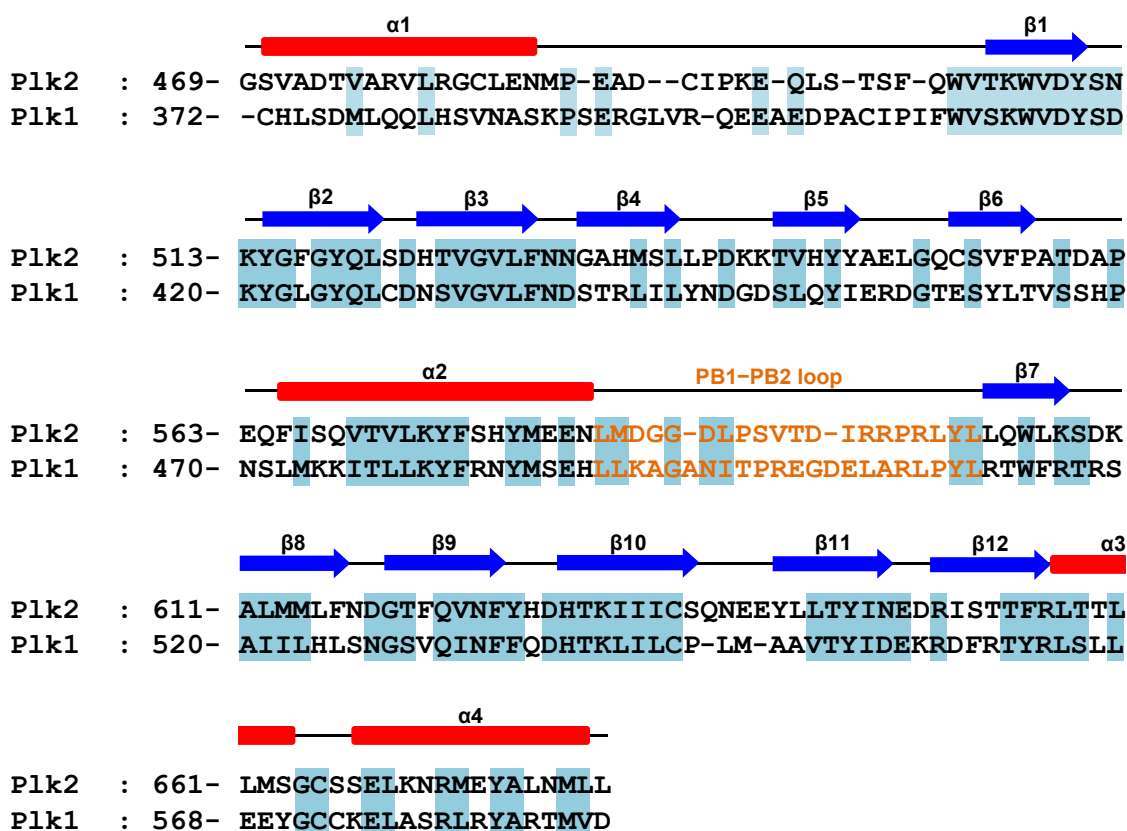 α1 β1
Plk2 : 469- GSVADTVARVLRGCLENMP-EAD--CIPKE-QLS-TSF-QWVTKWVDYSN
Plk1 : 372- -CHLSDMLQQLHSVNASKPSERGLVR-QEEAEDPACIPIFWVSKWVDYSD
β2 β3 β4 β5 β6
Plk2 : 513- KYGFGYQLSDHTVGVLFNNGAHMSLLPDKKTVHYYAELGQCSVFPATDAP
Plk1 : 420- KYGLGYQLCDNSVGVLFNDSTRLILYNDGDSLQYIERDGTESYLTVSSHP
α2 PB1-PB2 loop β7
Plk2 : 563- EQFISQVTVLKYFSHYMEENLMDGG-DLPSVTD-IRRPRLYLLQWLKSDK
Plk1 : 470- NSLMKKITLLKYFRNYMSEHLLKAGANITPREGDELARLPYLRTWFRTRS
β8 β9 β10 β11 β12 α3
Plk2 : 611- ALMMLFNDGTFQVNFYHDHTKIIICSQNEEYLLTYINEDRISTTFRLTTL
Plk1 : 520- AIILHLSNGSVQINFFQDHTKLILCP-LM-AAVTYIDEKRDFRTYRLSLL
α4
Plk2 : 661- LMSGCSSELKNRMEYALNMLL
Plk1 : 568- EEYGCCKELASRLRYARTMVD